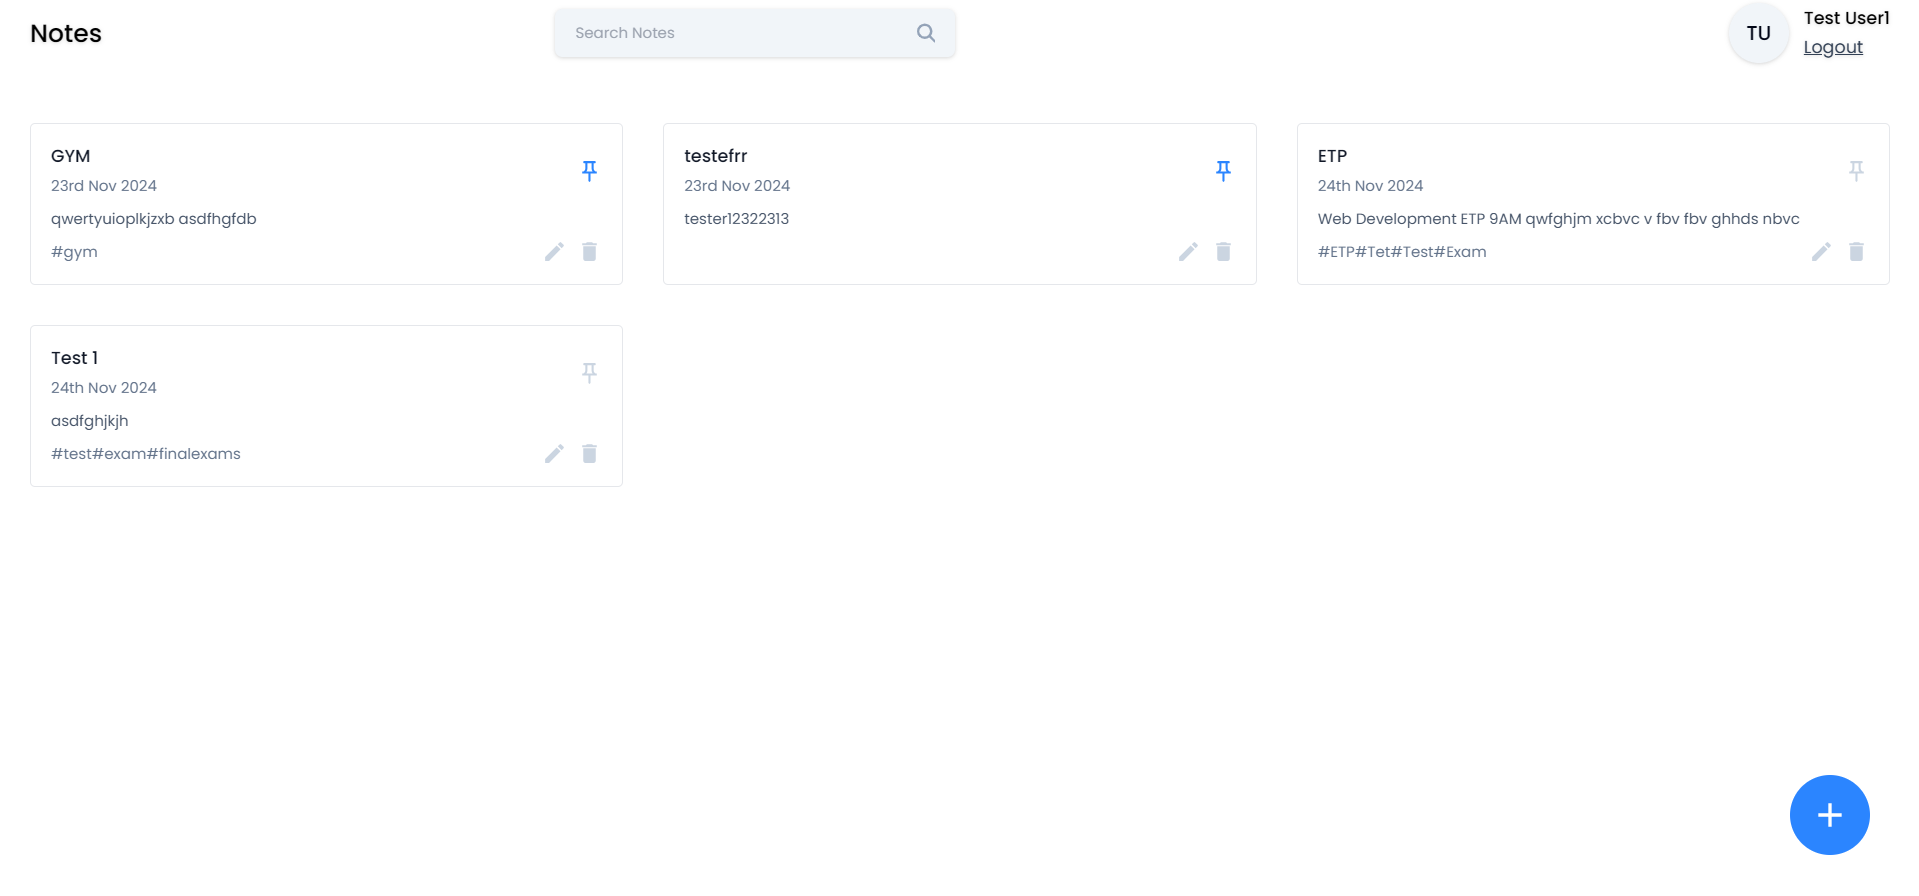 Notes
Search Notes
TU
Test User1
Logout
GYM
23rd Nov 2024
qwertyuioplkjzxb asdfhgfdb
#gym
testefrr
23rd Nov 2024
tester12322313
ETP
24th Nov 2024
Web Development ETP 9AM qwfghjm xcbvc v fbv fbv ghhds nbvc
#ETP#Tet#Test#Exam
Test 1
24th Nov 2024
asdfghjkjh
#test#exam#finalexams